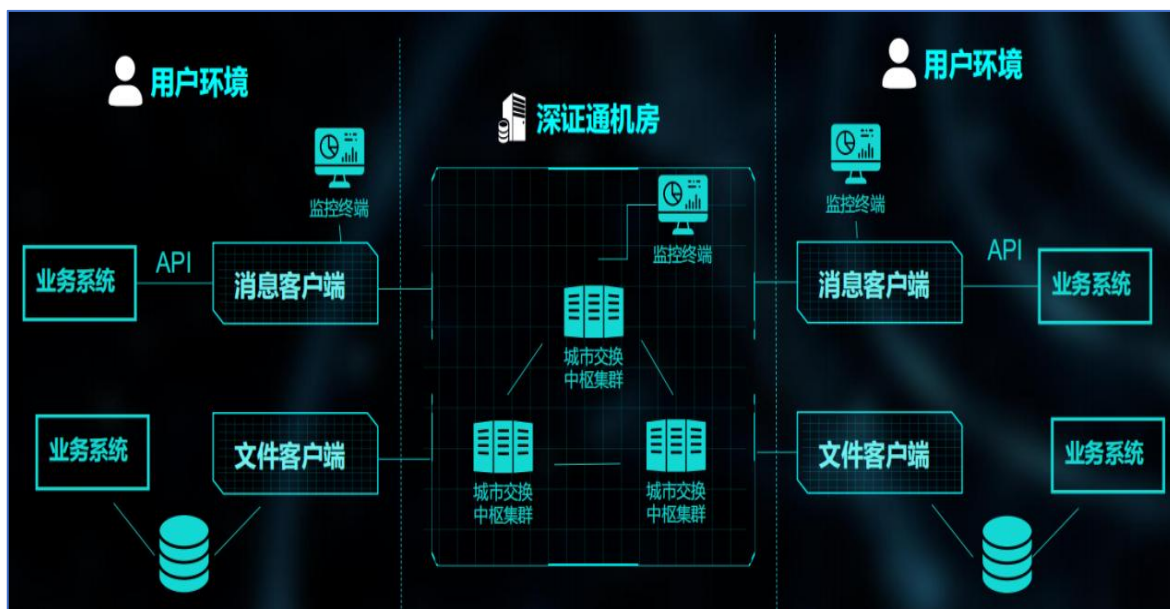 用户环境
深证通机房
用户环境
监控终端
监控终端
监控终端
业务系统
API
消息客户端
消息客户端
API
业务系统
城市交换
中枢集群
业务系统
文件客户端
城市交换
中枢集群
城市交换
中枢集群
文件客户端
业务系统